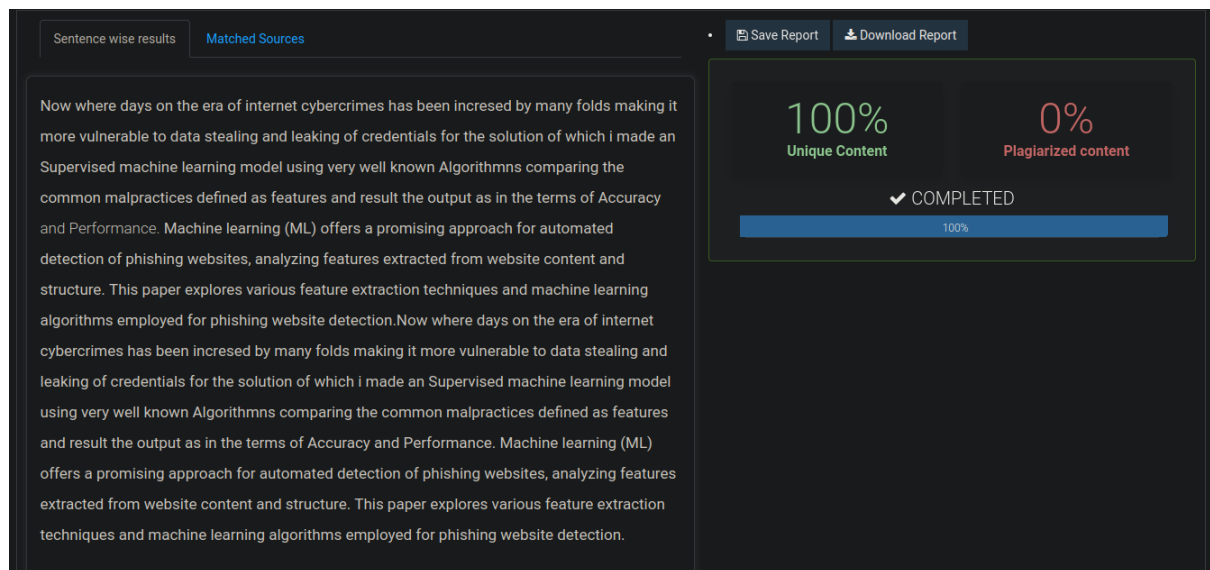 Sentence wise results
Matched Sources
Save Report
Download Report
Now where days on the era of internet cybercrimes has been incresed by many folds making it
more vulnerable to data stealing and leaking of credentials for the solution of which i made an
Supervised machine learning model using very well known Algorithmns comparing the
common malpractices defined as features and result the output as in the terms of Accuracy
and Performance. Machine learning (ML) offers a promising approach for automated
detection of phishing websites, analyzing features extracted from website content and
structure. This paper explores various feature extraction techniques and machine learning
algorithms employed for phishing website detection.Now where days on the era of internet
cybercrimes has been incresed by many folds making it more vulnerable to data stealing and
leaking of credentials for the solution of which i made an Supervised machine learning model
using very well known Algorithmns comparing the common malpractices defined as features
and result the output as in the terms of Accuracy and Performance. Machine learning (ML)
offers a promising approach for automated detection of phishing websites, analyzing features
extracted from website content and structure. This paper explores various feature extraction
techniques and machine learning algorithms employed for phishing website detection.
100%
Unique Content
0%
Plagiarized content
COMPLETED
100%